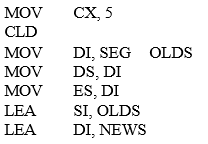 MOV CX, 5
CLD
MOV DI, SEG OLDS
MOV DS, DI
MOV ES, DI
LEA SI, OLDS
LEA DI, NEWS